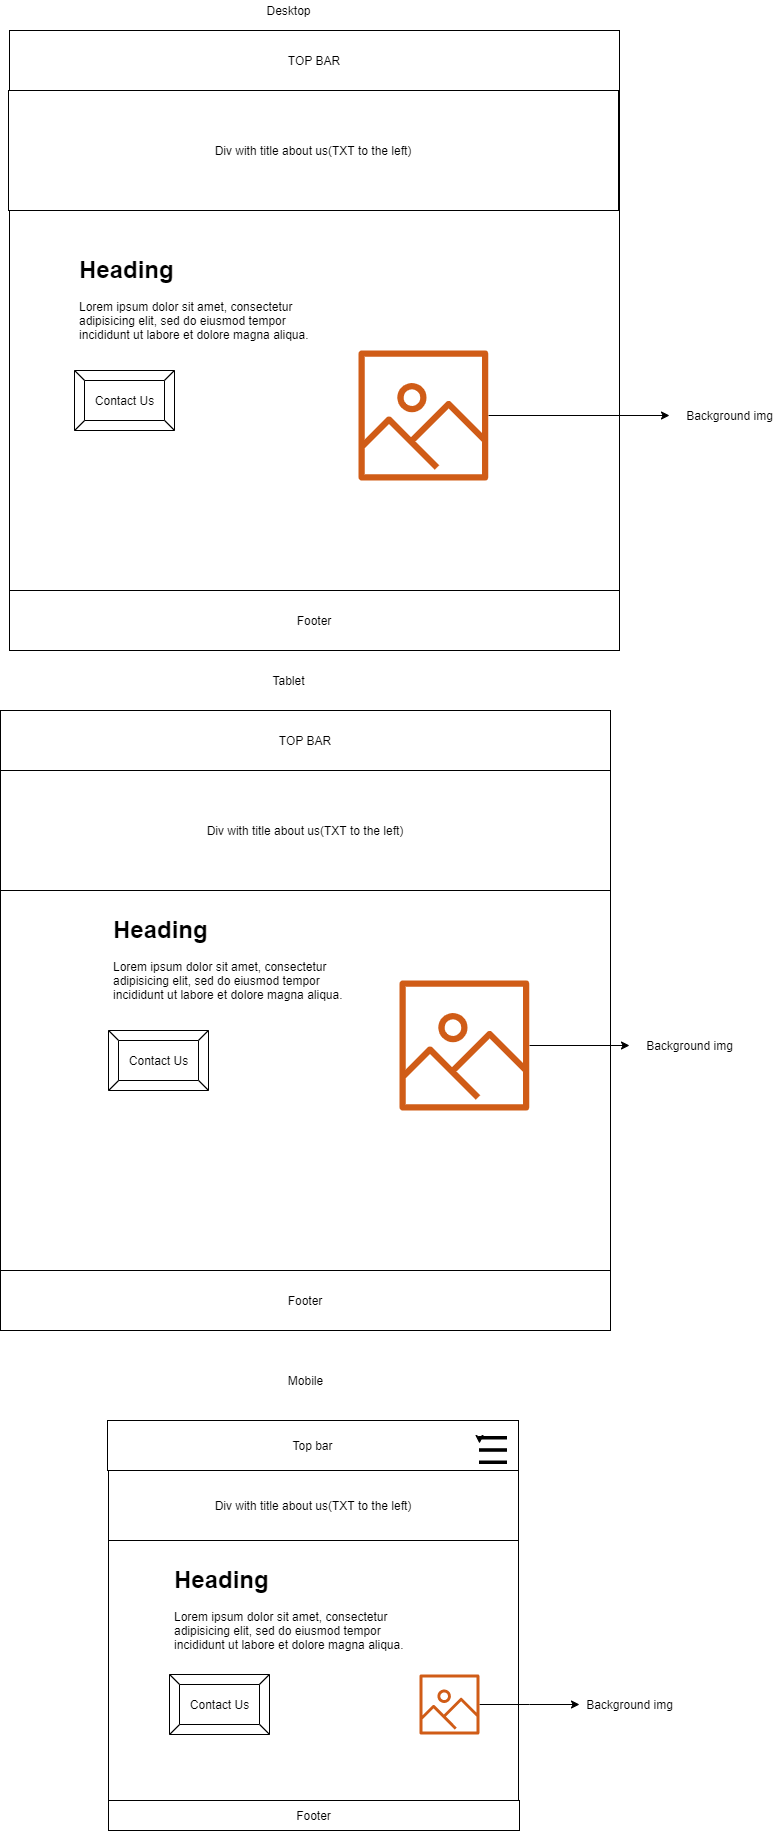 Desktop
TOP BAR
Div with title about us(TXT to the left)
Heading
Lorem ipsum dolor sit amet, consectetur
adipisicing elit, sed do eiusmod tempor
incididunt ut labore et dolore magna aliqua.
Contact Us
Background img
Footer
Tablet
TOP BAR
Div with title about us(TXT to the left)
Heading
Lorem ipsum dolor sit amet, consectetur
adipisicing elit, sed do eiusmod tempor
incididunt ut labore et dolore magna aliqua.
Contact Us
Background img
Footer
Mobile
Top bar
Div with title about us(TXT to the left)
Heading
Lorem ipsum dolor sit amet, consectetur
adipisicing elit, sed do eiusmod tempor
incididunt ut labore et dolore magna aliqua.
Contact Us
Background img
Footer